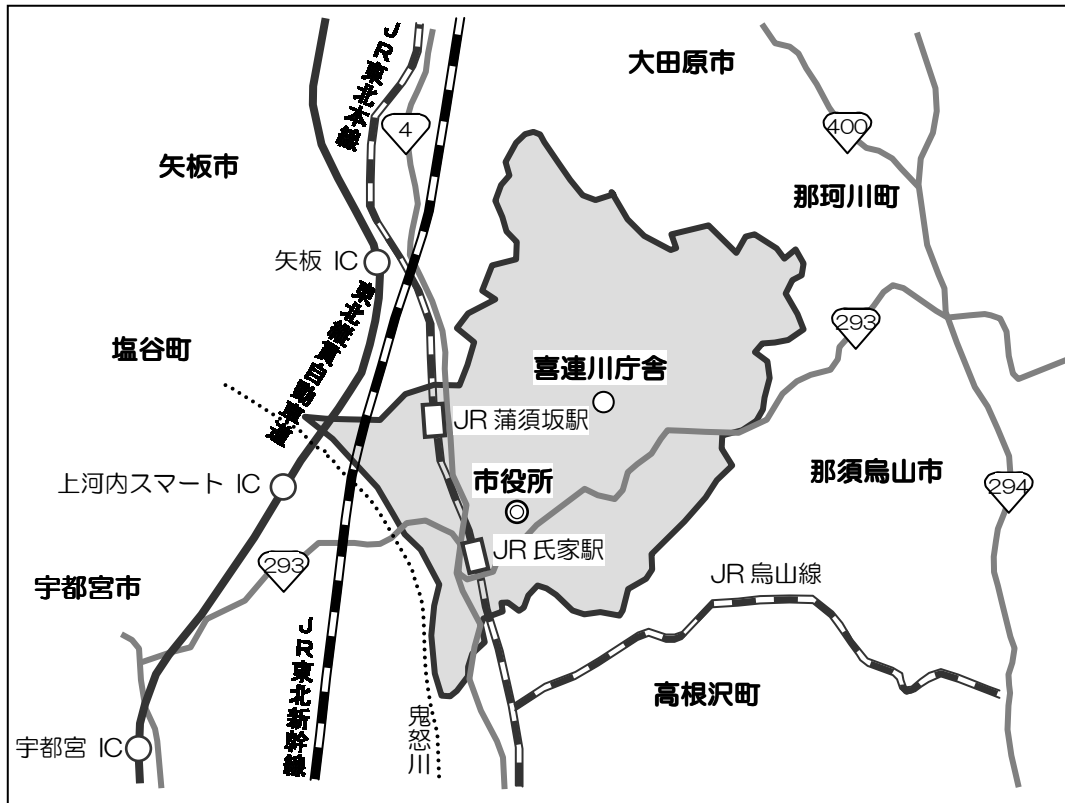 JR東北本線
大田原市
4
400
矢板市
那珂川町
矢板 IC
東北縦貫自動車道
293
塩谷町
喜連川庁舎
JR 蒲須坂駅
市役所
那須烏山市
上河内スマート IC
294
JR 氏家駅
293
JR 烏山線
宇都宮市
JR東北新幹線
高根沢町
鬼怒川
宇都宮 IC